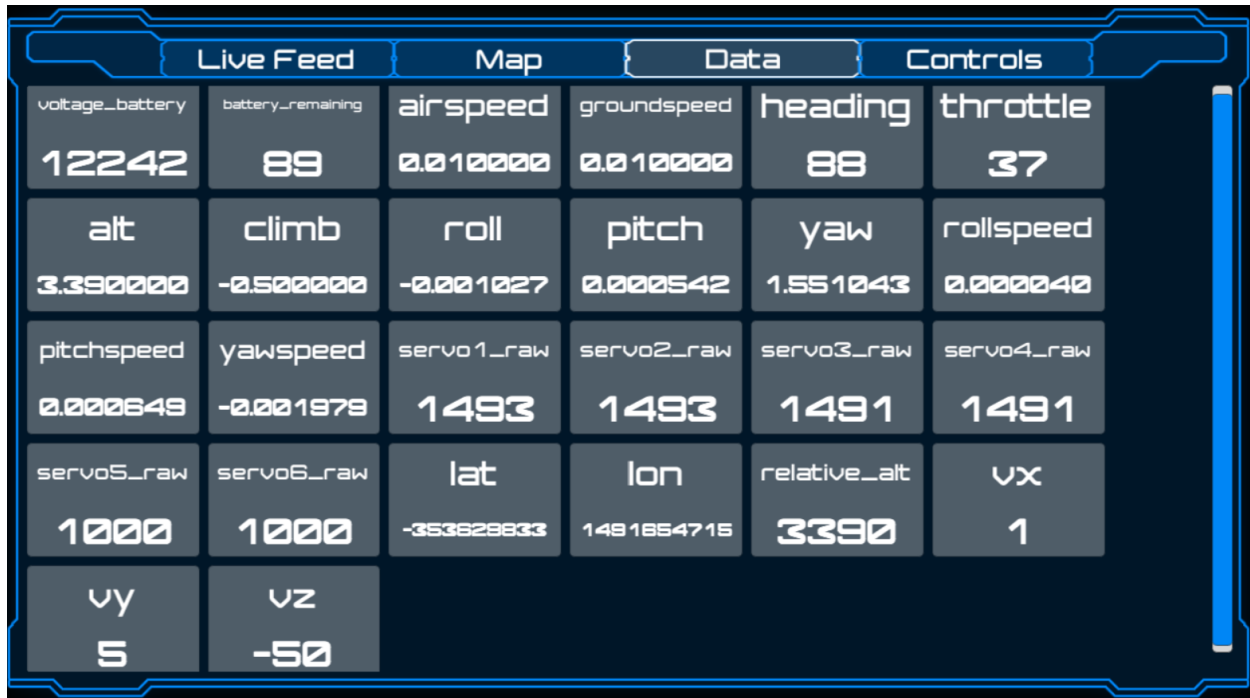 Live Feed Map Data Controls
voltage_battery battery_remaining airspeed groundspeed heading throttle
12242 89 0.010000 0.010000 88 37
alt climb roll pitch yaw rollspeed
3.390000 -0.500000 -0.001027 0.000542 1.551043 0.000040
pitchspeed yawspeed servo1_raw servo2_raw servo3_raw servo4_raw
0.000649 -0.001979 1493 1493 1491 1491
servo5_raw servo6_raw lat lon relative_alt vx
1000 1000 -353629833 1491654715 3390 1
vy vz
5 -50